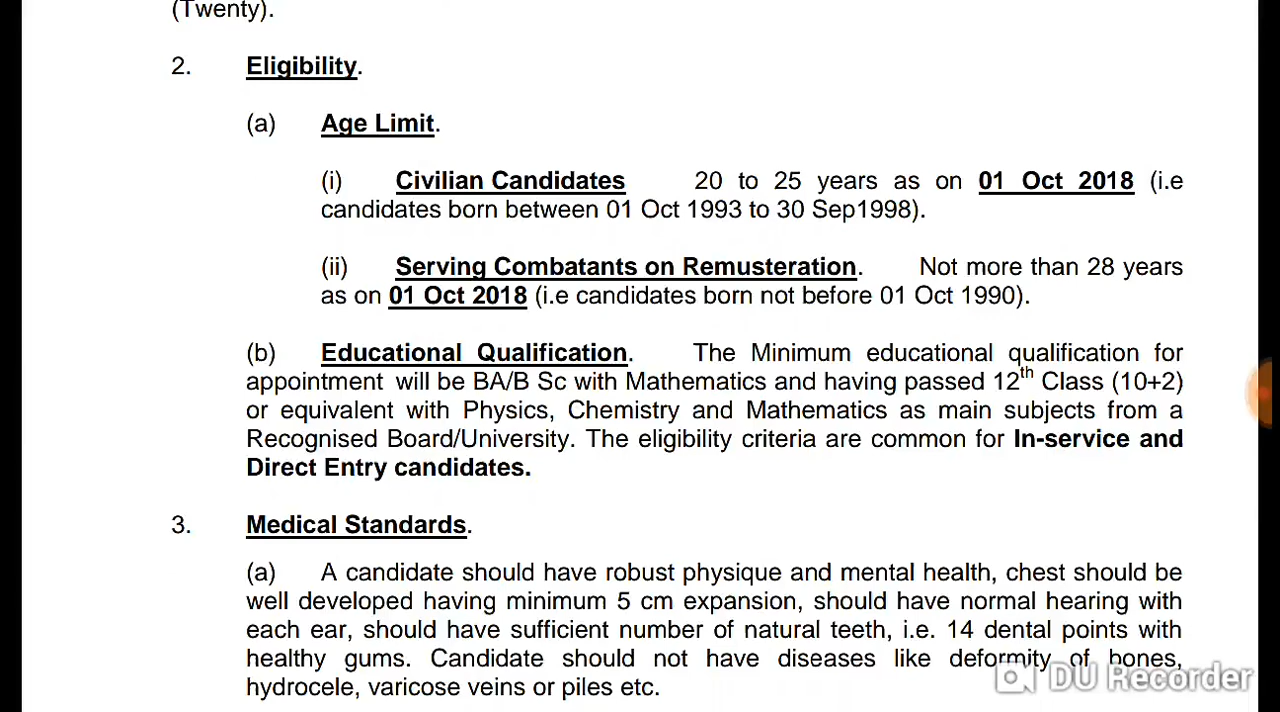 (Twenty).
2. Eligibility.
(a) Age Limit.
(i) Civilian Candidates 20 to 25 years as on 01 Oct 2018 (i.e
candidates born between 01 Oct 1993 to 30 Sep1998).
(ii) Serving Combatants on Remusteration. Not more than 28 years
as on 01 Oct 2018 (i.e candidates born not before 01 Oct 1990).
(b) Educational Qualification. The Minimum educational qualification for
appointment will be BA/B Sc with Mathematics and having passed 12th Class (10+2)
or equivalent with Physics, Chemistry and Mathematics as main subjects from a
Recognised Board/University. The eligibility criteria are common for In-service and
Direct Entry candidates.
3. Medical Standards.
(a) A candidate should have robust physique and mental health, chest should be
well developed having minimum 5 cm expansion, should have normal hearing with
each ear, should have sufficient number of natural teeth, i.e. 14 dental points with
healthy gums. Candidate should not have diseases like deformity of bones,
hydrocele, varicose veins or piles etc.
DU Recorder